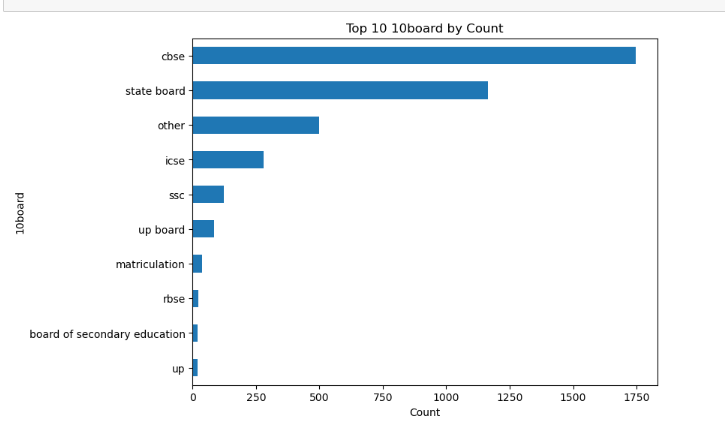 Top 10 10board by Count
cbse
state board
other
icse
ssc
up board
matriculation
rbse
board of secondary education
up
10board
0 250 500 750 1000 1250 1500 1750
Count